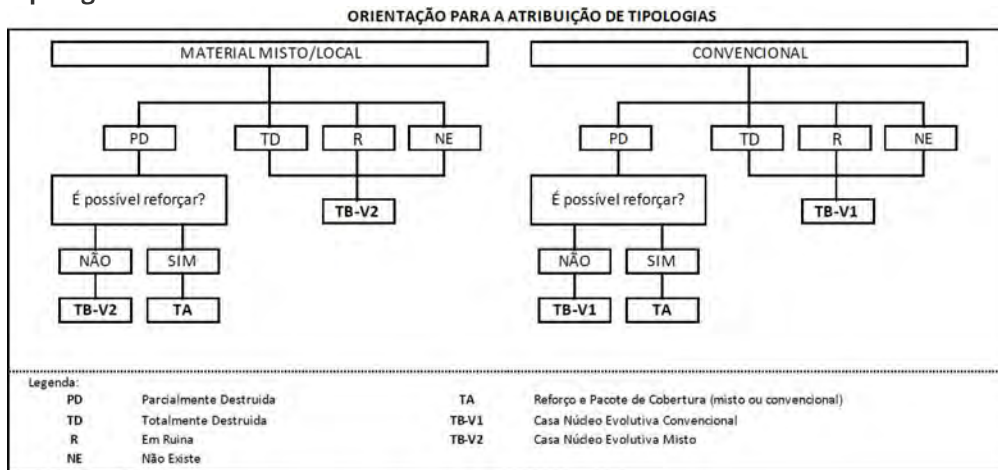 ORIENTAÇÃO PARA A ATRIBUIÇÃO DE TIPOLOGIAS
MATERIAL MISTO/LOCAL
CONVENCIONAL
PD TD R NE
PD TD R NE
É possível reforçar?
TB-V2
É possível reforçar?
TB-V1
NÃO SIM
NÃO SIM
TB-V2 TA
TB-V1 TA
Legenda:
PD Parcialmente Destruida TA Reforço e Pacote de Cobertura (misto ou convencional)
TD Totalmente Destruida TB-V1 Casa Núcleo Evolutiva Convencional
R Em Ruina TB-V2 Casa Núcleo Evolutiva Misto
NE Não Existe